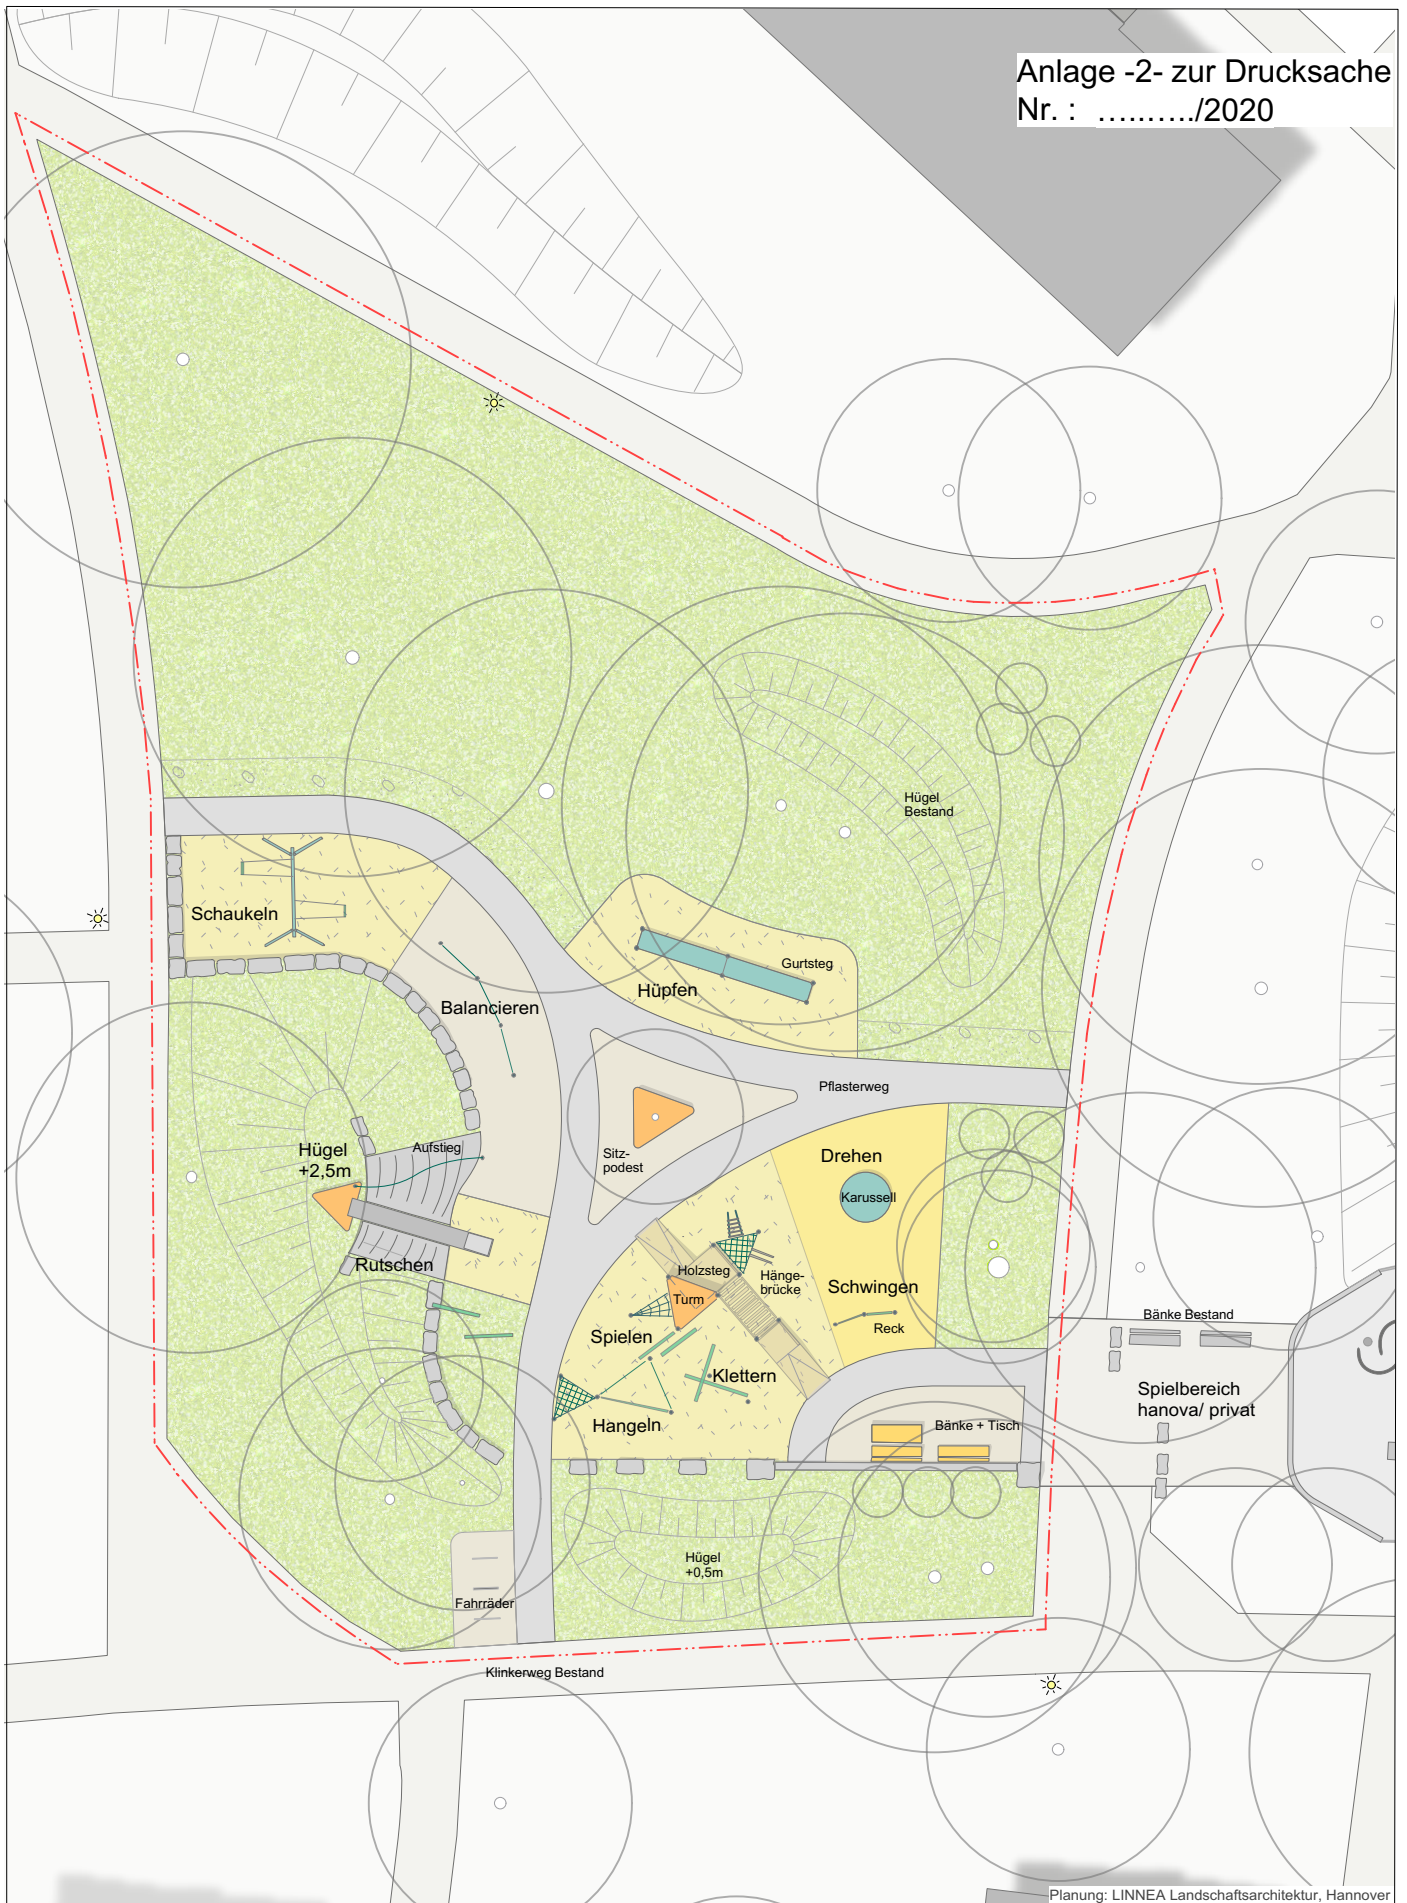 Anlage -2- zur Drucksache
Nr. : …..…../2020
Hügel
Bestand
Schaukeln
Gurtsteg
Hüpfen
Balancieren
Pflasterweg
Aufstieg
Hügel
+2,5m
Sitz-
podest
Drehen
Karussell
Rutschen
Holzsteg
Hänge-
brücke
Turm
Schwingen
Reck
Spielen
Klettern
Hangeln
Bänke Bestand
Spielbereich
hanova/ privat
Bänke + Tisch
Hügel
+0,5m
Fahrräder
Klinkerweg Bestand
Planung: LINNEA Landschaftsarchitektur, Hannover